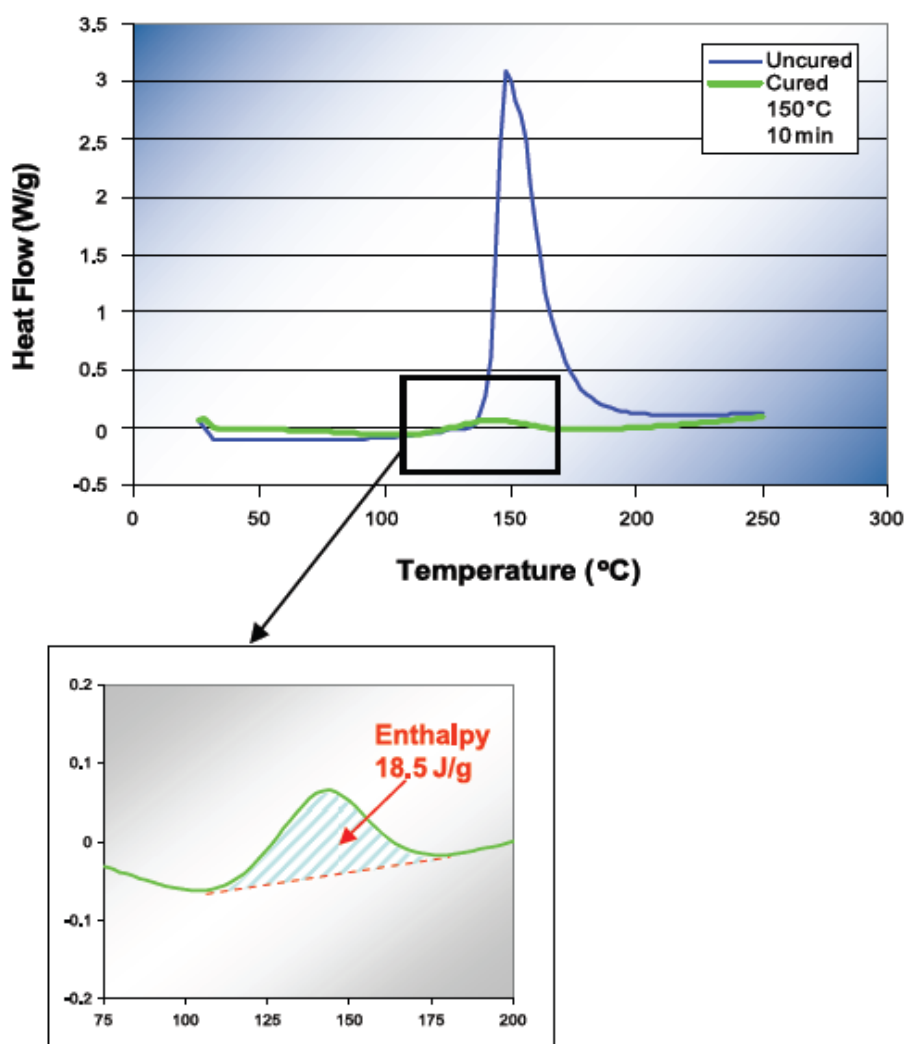 3.5
3
2.5
2
1.5
1
0.5
0
-0.5
Heat Flow (W/g)
Uncured
Cured
150°C
10 min
0 50 100 150 200 250 300
Temperature (ºC)
0.2
0.1
0
-0.1
-0.2
Enthalpy
18.5 J/g
75 100 125 150 175 200